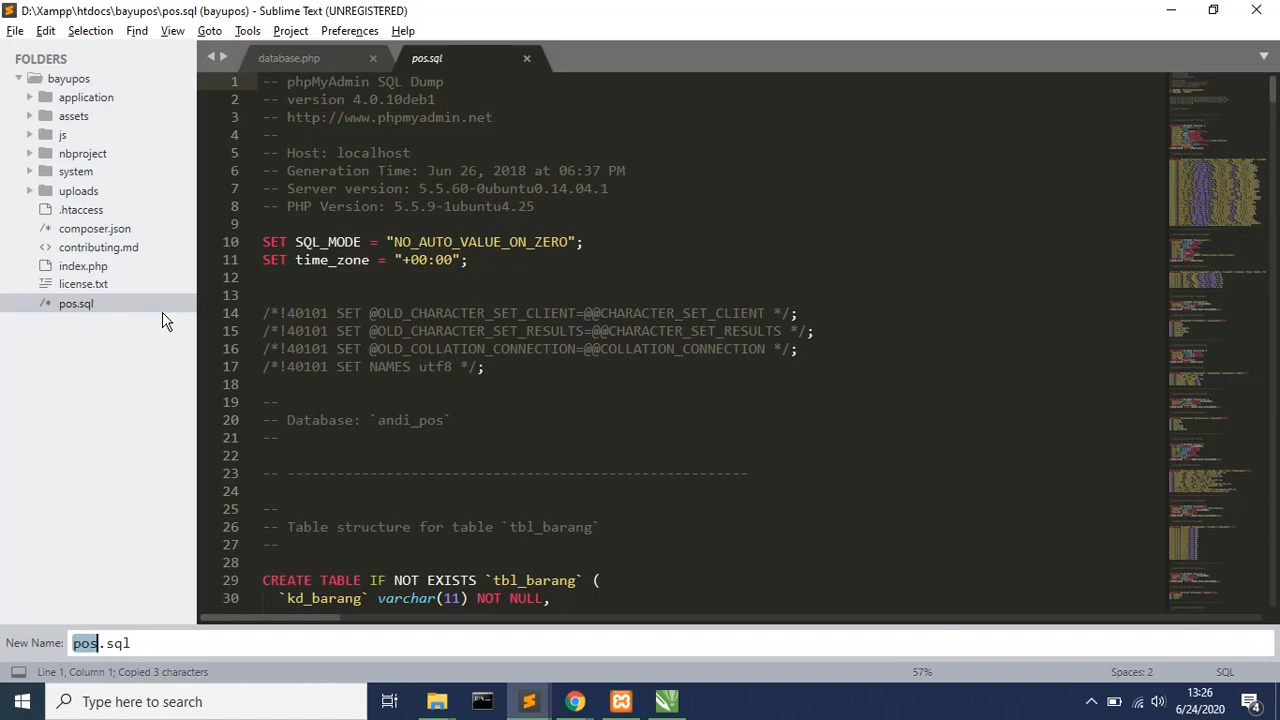 D:\Xampp\htdocs\bayupos\pos.sql (bayupos) - Sublime Text (UNREGISTERED)
File Edit Selection Find View Goto Tools Project Preferences Help
FOLDERS
bayupos
application
assets
js
nbproject
system
uploads
.htaccess
/* composer.json
<> contributing.md
index.php
license.txt
/* pos.sql
database.php
pos.sql
1 -- phpMyAdmin SQL Dump
2 -- version 4.0.10deb1
3 -- http://www.phpmyadmin.net
4 --
5 -- Host: localhost
6 -- Generation Time: Jun 26, 2018 at 06:37 PM
7 -- Server version: 5.5.60-0ubuntu0.14.04.1
8 -- PHP Version: 5.5.9-1ubuntu4.25
9
10 SET SQL_MODE = "NO_AUTO_VALUE_ON_ZERO";
11 SET time_zone = "+00:00";
12
13
14 /*!40101 SET @OLD_CHARACTER_SET_CLIENT=@@CHARACTER_SET_CLIENT */;
15 /*!40101 SET @OLD_CHARACTER_SET_RESULTS=@@CHARACTER_SET_RESULTS */;
16 /*!40101 SET @OLD_COLLATION_CONNECTION=@@COLLATION_CONNECTION */;
17 /*!40101 SET NAMES utf8 */;
18
19 --
20 -- Database: `andi_pos`
21 --
22
23 -- --------------------------------------------------------
24
25 --
26 -- Table structure for table `tbl_barang`
27 --
28
29 CREATE TABLE IF NOT EXISTS `tbl_barang` (
30 `kd_barang` varchar(11) NOT NULL,
New Name: pos.sql
Line 1, Column 1; Copied 3 characters 57% Spaces: 2 SQL
Type here to search
13:26
6/24/2020
4